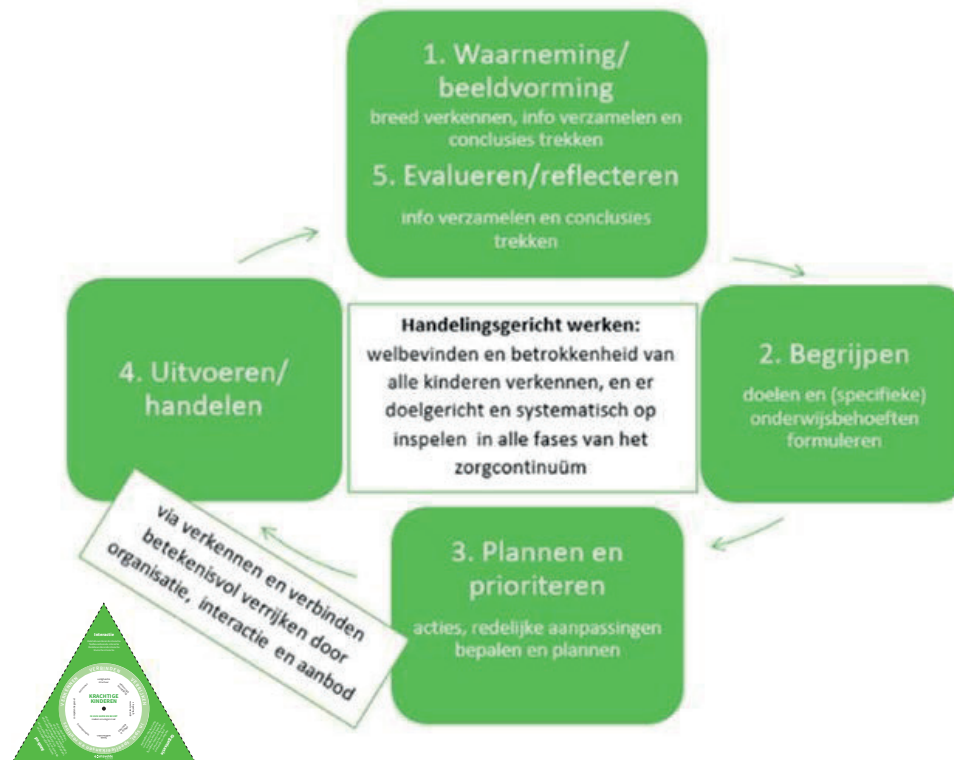 1. Waarneming/
beeldvorming
breed verkennen, info verzamelen en
conclusies trekken
5. Evalueren/reflecteren
info verzamelen en conclusies
trekken
2. Begrijpen
doelen en (specifieke)
onderwijsbehoeften
formuleren
3. Plannen en
prioriteren
acties, redelijke aanpassingen
bepalen en plannen
4. Uitvoeren/
handelen
Handelingsgericht werken:
welbevinden en betrokkenheid van
alle kinderen verkennen, en er
doelgericht en systematisch op
inspelen in alle fases van het
zorgcontinuüm
via verkennen en verbinden
betekenisvol verrijken door
organisatie, interactie en aanbod
Interactie
VERBINDEN
KRACHTIGE
KINDEREN